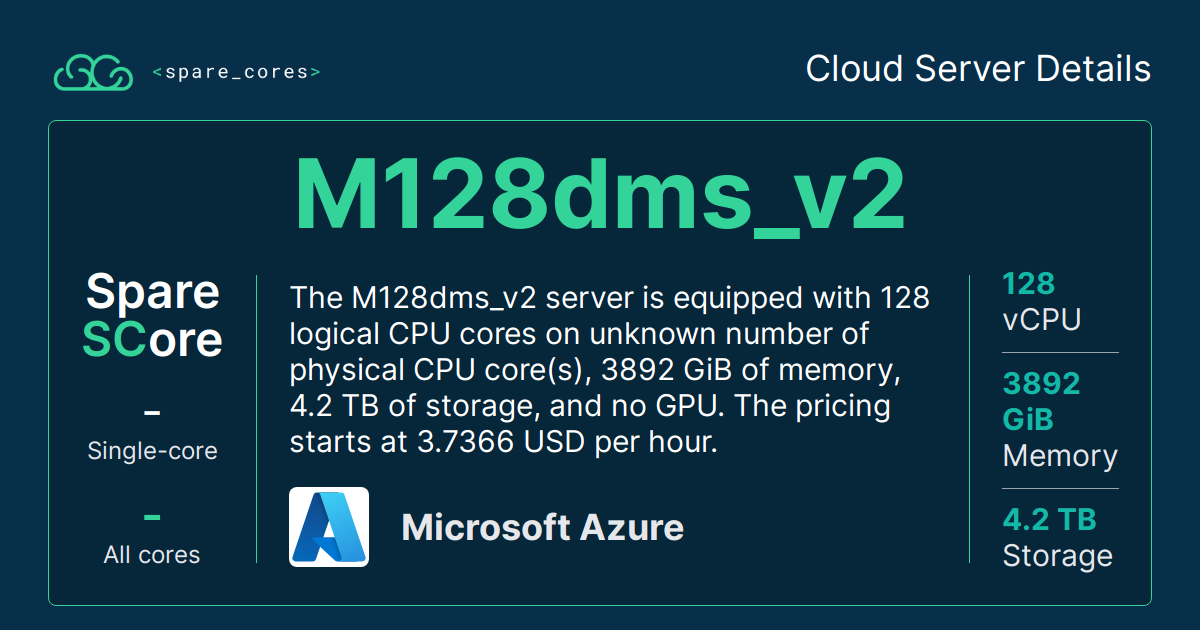 <spare_cores>
Cloud Server Details
M128dms_v2
Spare
SCore
–
Single-core
–
All cores
The M128dms_v2 server is equipped with 128
logical CPU cores on unknown number of
physical CPU core(s), 3892 GiB of memory,
4.2 TB of storage, and no GPU. The pricing
starts at 3.7366 USD per hour.
Microsoft Azure
128
vCPU
3892
GiB
Memory
4.2 TB
Storage